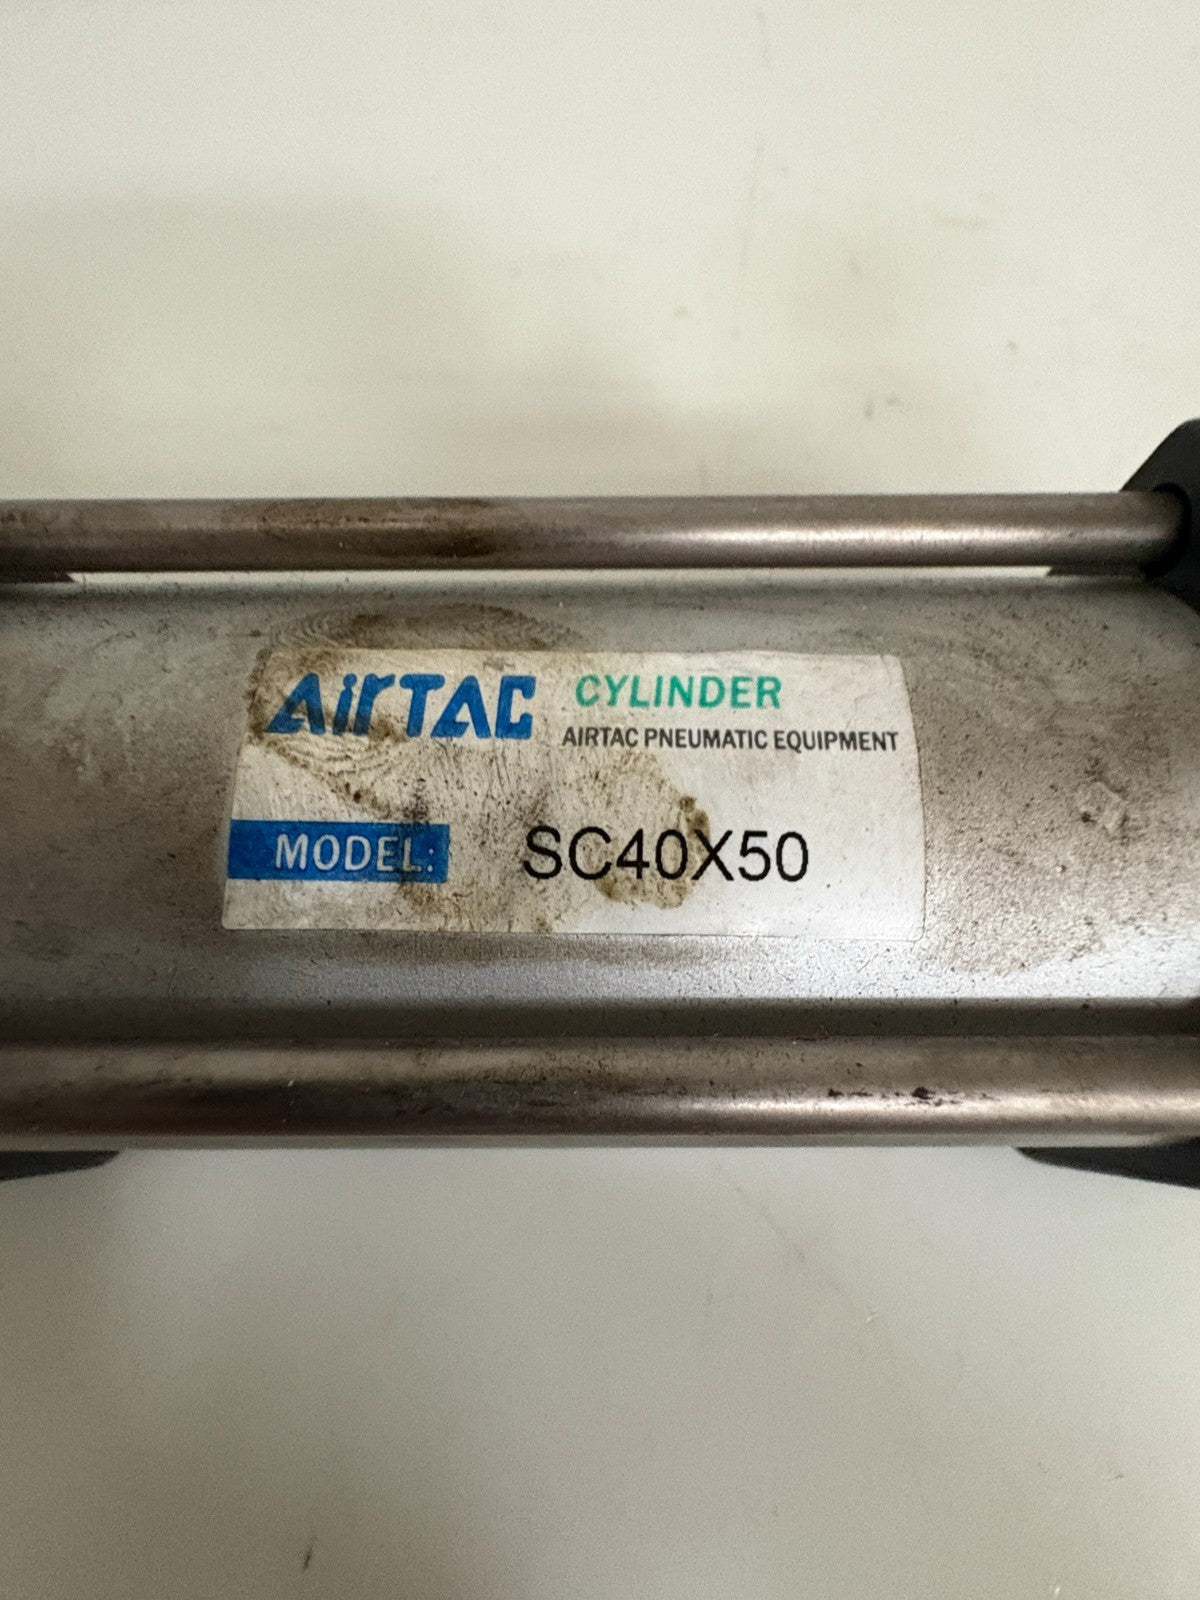 AirTAC CYLINDER
AIRTAC PNEUMATIC EQUIPMENT
MODEL: SC40X50